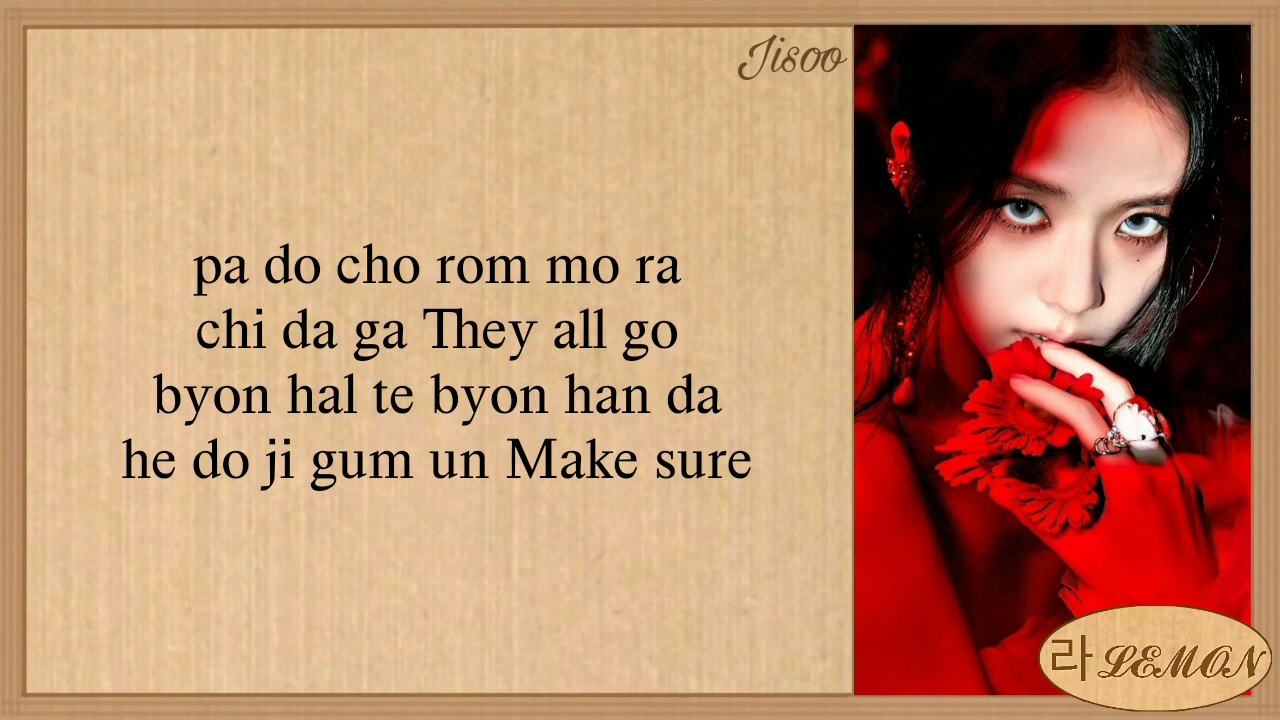 Jisoo
pa do cho rom mo ra
chi da ga They all go
byon hal te byon han da
he do ji gum un Make sure
라 LEMON